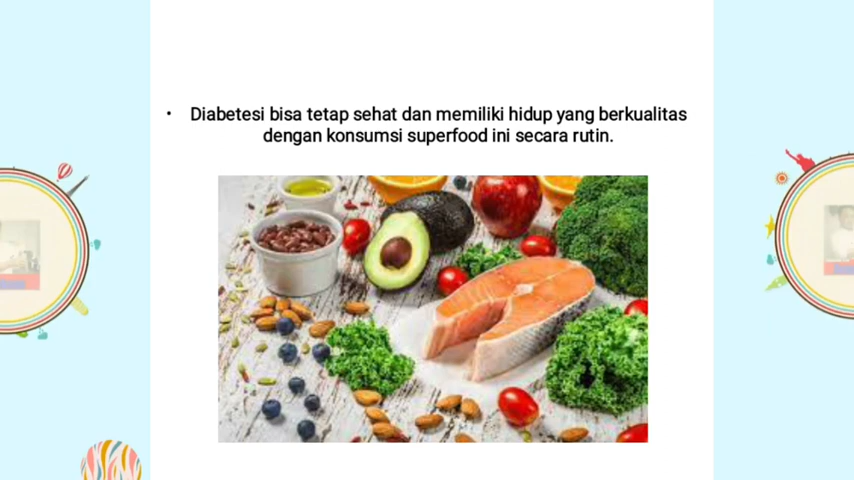 • Diabetesi bisa tetap sehat dan memiliki hidup yang berkualitas
dengan konsumsi superfood ini secara rutin.